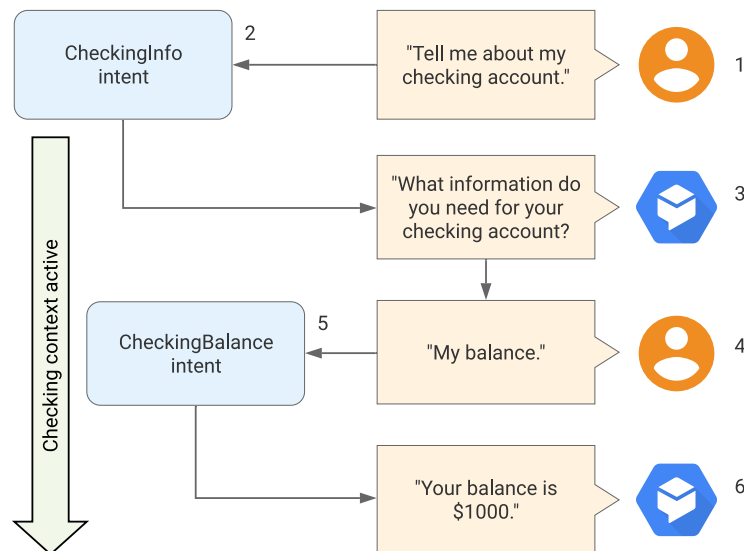 CheckingInfo
intent
2
"Tell me about my
checking account."
1
"What information do
you need for your
checking account?
3
Checking context active
CheckingBalance
intent
5
"My balance."
4
"Your balance is
$1000."
6